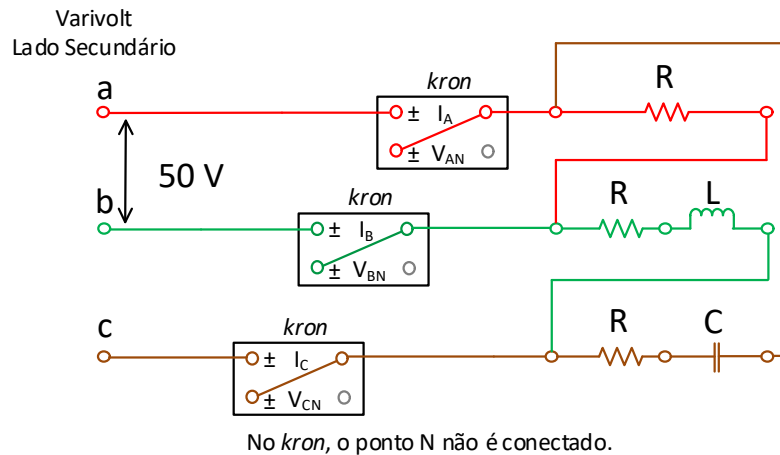 Varivolt
Lado Secundário
a
kron
± I_A
± V_AN
R
50 V
b
kron
± I_B
± V_BN
R
L
c
kron
± I_C
± V_CN
R
C
No kron, o ponto N não é conectado.